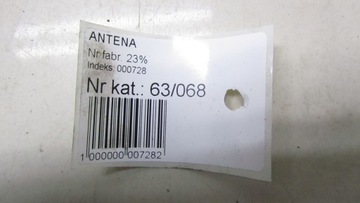 ANTENA
Nr fabr. 23%
Indeks: 000728
Nr kat.: 63/068
1 000000 007282